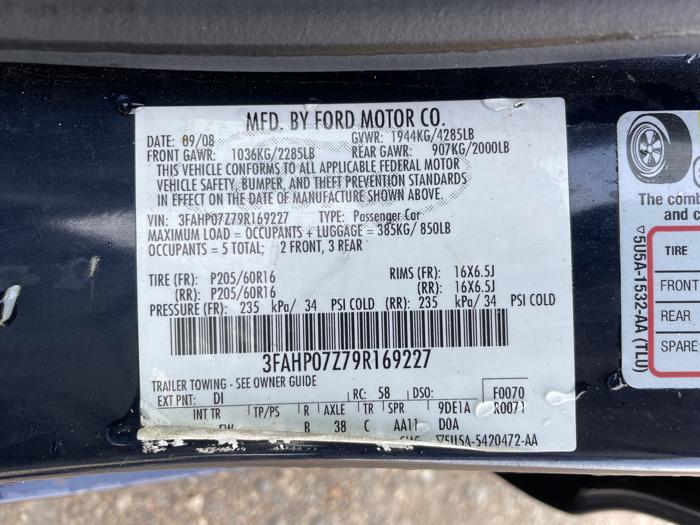 MFD. BY FORD MOTOR CO.
DATE: 09/08 GVWR: 1944KG/4285LB
FRONT GAWR: 1036KG/2285LB REAR GAWR: 907KG/2000LB
THIS VEHICLE CONFORMS TO ALL APPLICABLE FEDERAL MOTOR
VEHICLE SAFETY, BUMPER, AND THEFT PREVENTION STANDARDS
IN EFFECT ON THE DATE OF MANUFACTURE SHOWN ABOVE.
VIN: 3FAHP07Z79R169227 TYPE: Passenger Car
MAXIMUM LOAD = OCCUPANTS + LUGGAGE = 385KG/ 850LB
OCCUPANTS = 5 TOTAL; 2 FRONT, 3 REAR
TIRE (FR): P205/60R16 RIMS (FR): 16X6.5J
(RR): P205/60R16 (RR): 16X6.5J
PRESSURE (FR): 235 kPa/ 34 PSI COLD (RR): 235 kPa/ 34 PSI COLD
3FAHP07Z79R169227
TRAILER TOWING - SEE OWNER GUIDE
EXT PNT: DI RC: 58 DSO: F0070
INT TR TP/PS R AXLE TR SPR 9DE1A R0071
B 38 C AA11 D0A
▽5U5A-5420472-AA
The comb
and c
TIRE
FRONT
REAR
SPARE
▽5U5A-1532-AA (TLU)